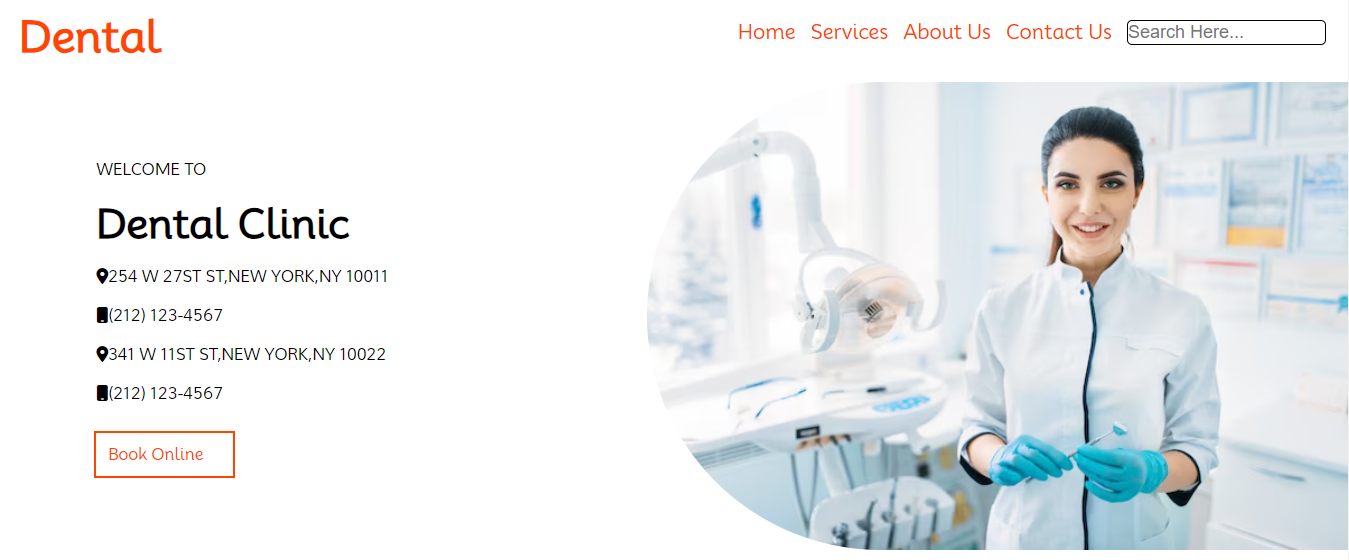 Dental
Home Services About Us Contact Us Search Here...
WELCOME TO
Dental Clinic
254 W 27ST ST,NEW YORK,NY 10011
(212) 123-4567
341 W 11ST ST,NEW YORK,NY 10022
(212) 123-4567
Book Online